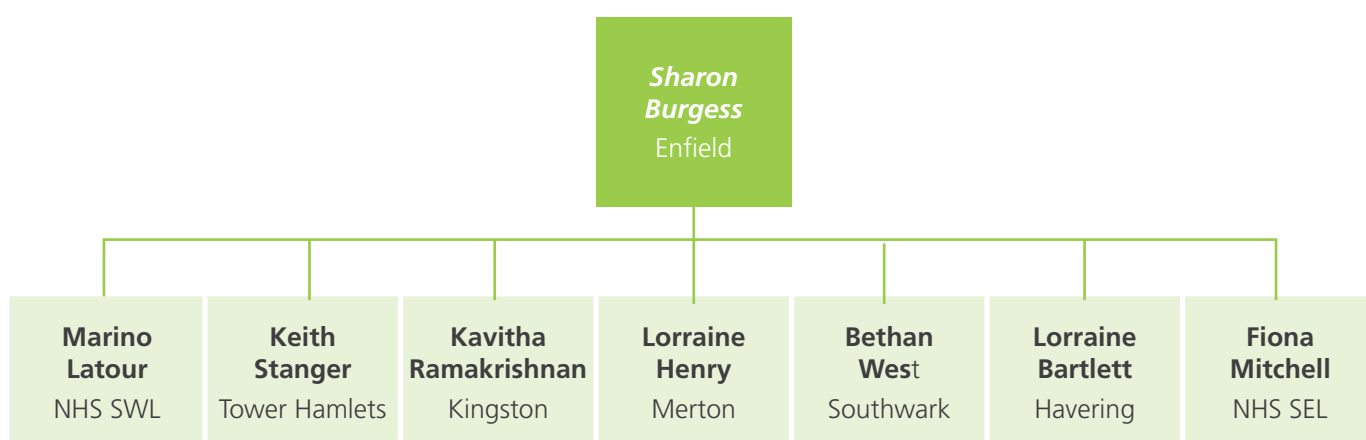 Sharon
Burgess
Enfield
Marino
Latour
NHS SWL
Keith
Stanger
Tower Hamlets
Kavitha
Ramakrishnan
Kingston
Lorraine
Henry
Merton
Bethan
West
Southwark
Lorraine
Bartlett
Havering
Fiona
Mitchell
NHS SEL